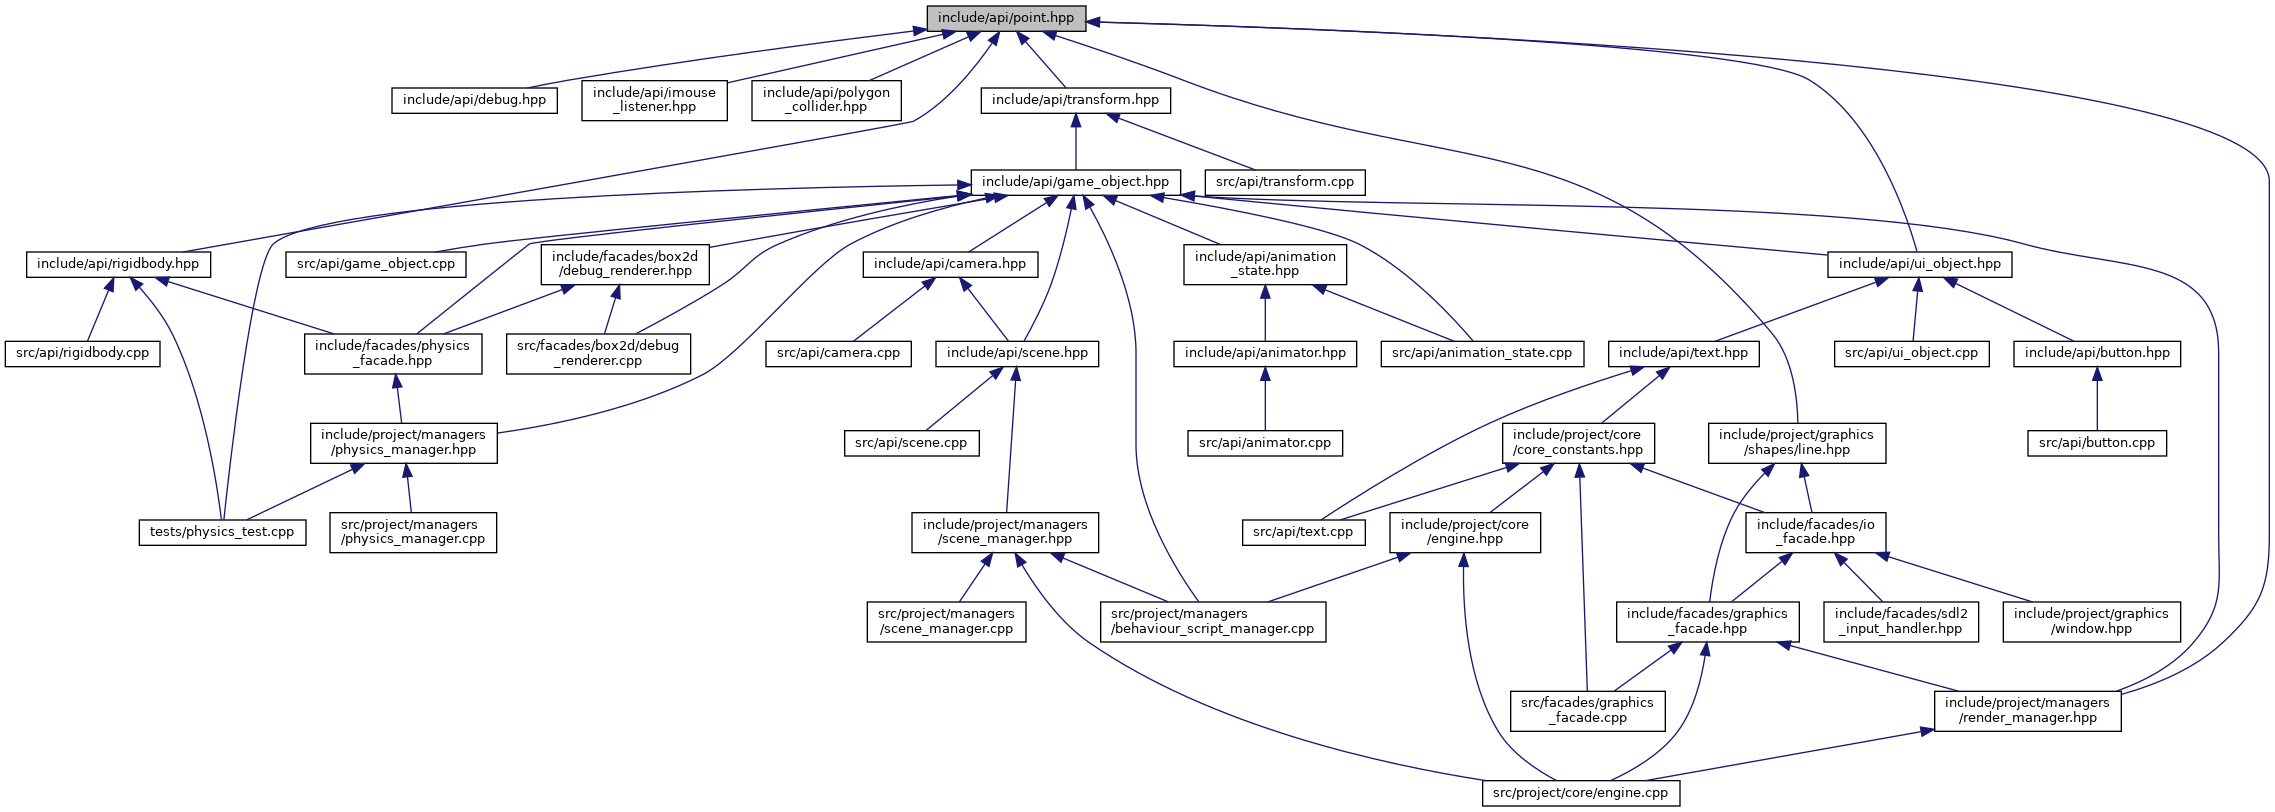 include/api/point.hpp
include/api/debug.hpp
include/api/imouse
_listener.hpp
include/api/polygon
_collider.hpp
include/api/transform.hpp
include/api/game_object.hpp
src/api/transform.cpp
include/api/rigidbody.hpp
src/api/game_object.cpp
include/facades/box2d
/debug_renderer.hpp
include/api/camera.hpp
include/api/animation
_state.hpp
include/api/ui_object.hpp
src/api/rigidbody.cpp
include/facades/physics
_facade.hpp
src/facades/box2d/debug
_renderer.cpp
src/api/camera.cpp
include/api/scene.hpp
include/api/animator.hpp
src/api/animation_state.cpp
include/api/text.hpp
src/api/ui_object.cpp
include/api/button.hpp
include/project/managers
/physics_manager.hpp
src/api/scene.cpp
src/api/animator.cpp
include/project/core
/core_constants.hpp
include/project/graphics
/shapes/line.hpp
src/api/button.cpp
tests/physics_test.cpp
src/project/managers
/physics_manager.cpp
include/project/managers
/scene_manager.hpp
src/api/text.cpp
include/project/core
/engine.hpp
include/facades/io
_facade.hpp
src/project/managers
/scene_manager.cpp
src/project/managers
/behaviour_script_manager.cpp
include/facades/graphics
_facade.hpp
include/facades/sdl2
_input_handler.hpp
include/project/graphics
/window.hpp
src/facades/graphics
_facade.cpp
include/project/managers
/render_manager.hpp
src/project/core/engine.cpp